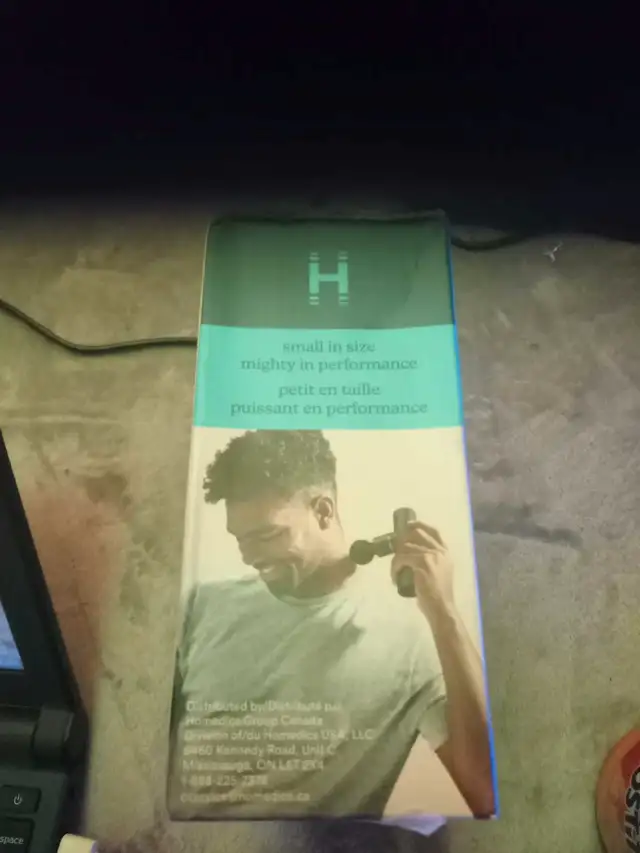 H
small in size
mighty in performance
petit en taille
puissant en performance
Distributed by/Distribué par
Homedics Group Canada
Division of/du Homedics USA, LLC
6460 Kennedy Road, Unit C
Mississauga, ON L5T 2X4
space